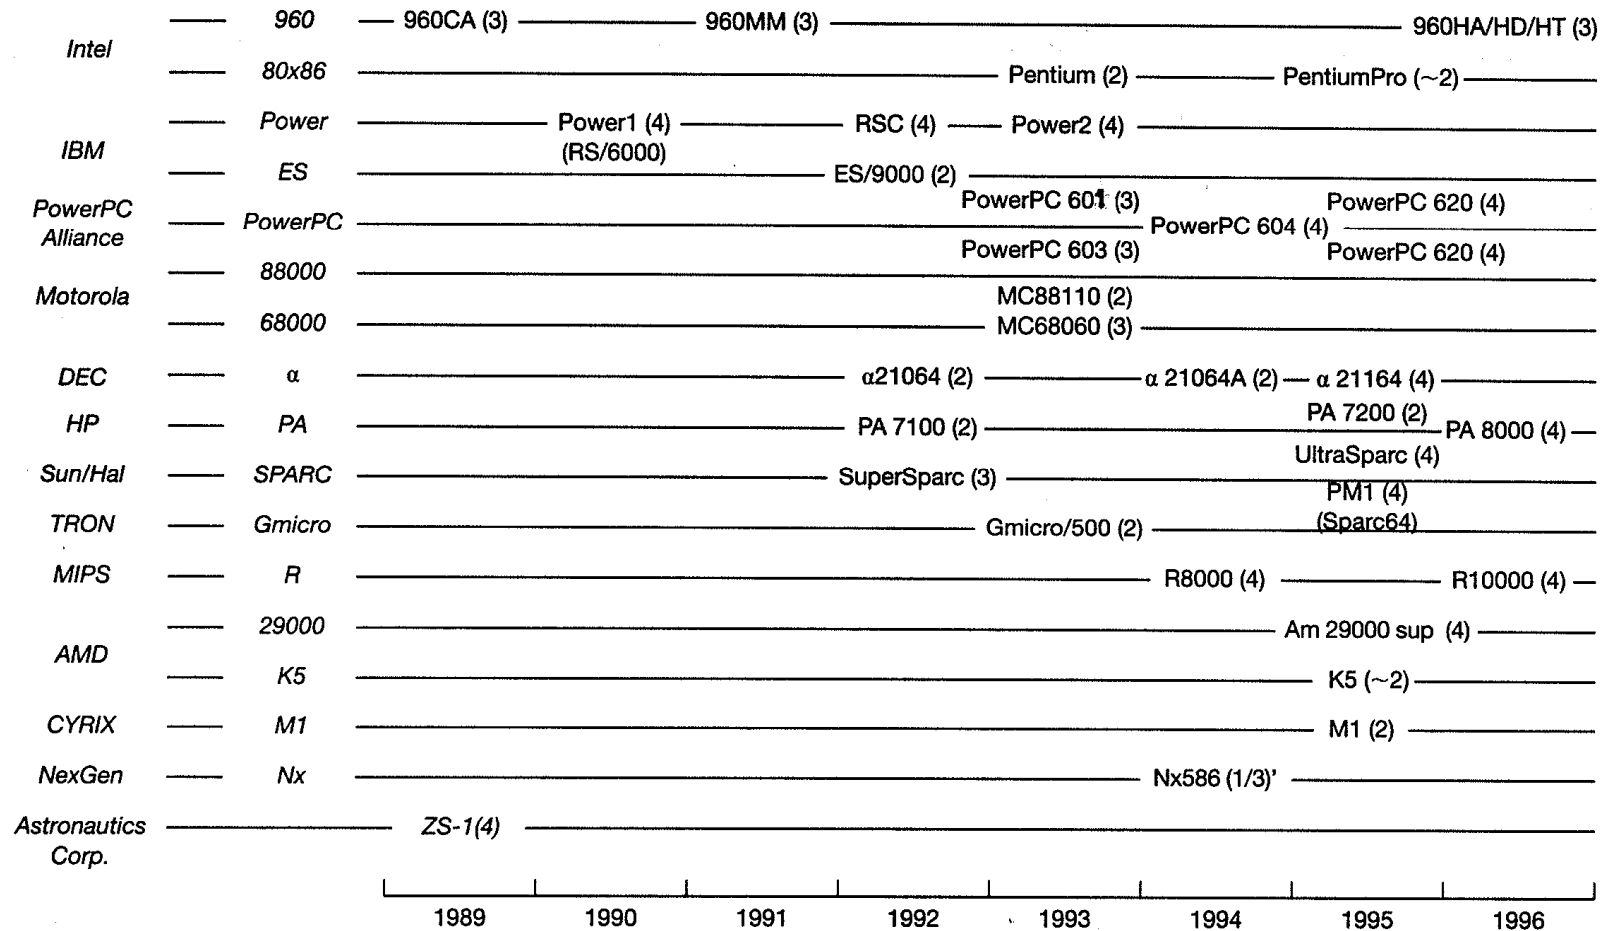 960 960CA (3) 960MM (3) 960HA/HD/HT (3)
Intel
80x86 Pentium (2) PentiumPro (~2)
Power Power1 (4) RSC (4) Power2 (4)
IBM (RS/6000)
ES ES/9000 (2)
PowerPC 601 (3) PowerPC 620 (4)
PowerPC
Alliance
PowerPC PowerPC 604 (4)
PowerPC 603 (3) PowerPC 620 (4)
88000
Motorola MC88110 (2)
68000 MC68060 (3)
DEC α α21064 (2) α 21064A (2) α 21164 (4)
PA 7200 (2)
HP PA PA 7100 (2) PA 8000 (4)
UltraSparc (4)
Sun/Hal SPARC SuperSparc (3)
PM1 (4)
(Sparc64)
TRON Gmicro Gmicro/500 (2)
MIPS R R8000 (4) R10000 (4)
29000 Am 29000 sup (4)
AMD
K5 K5 (~2)
CYRIX M1 M1 (2)
NexGen Nx Nx586 (1/3)'
Astronautics
Corp.
ZS-1(4)
1989 1990 1991 1992 1993 1994 1995 1996